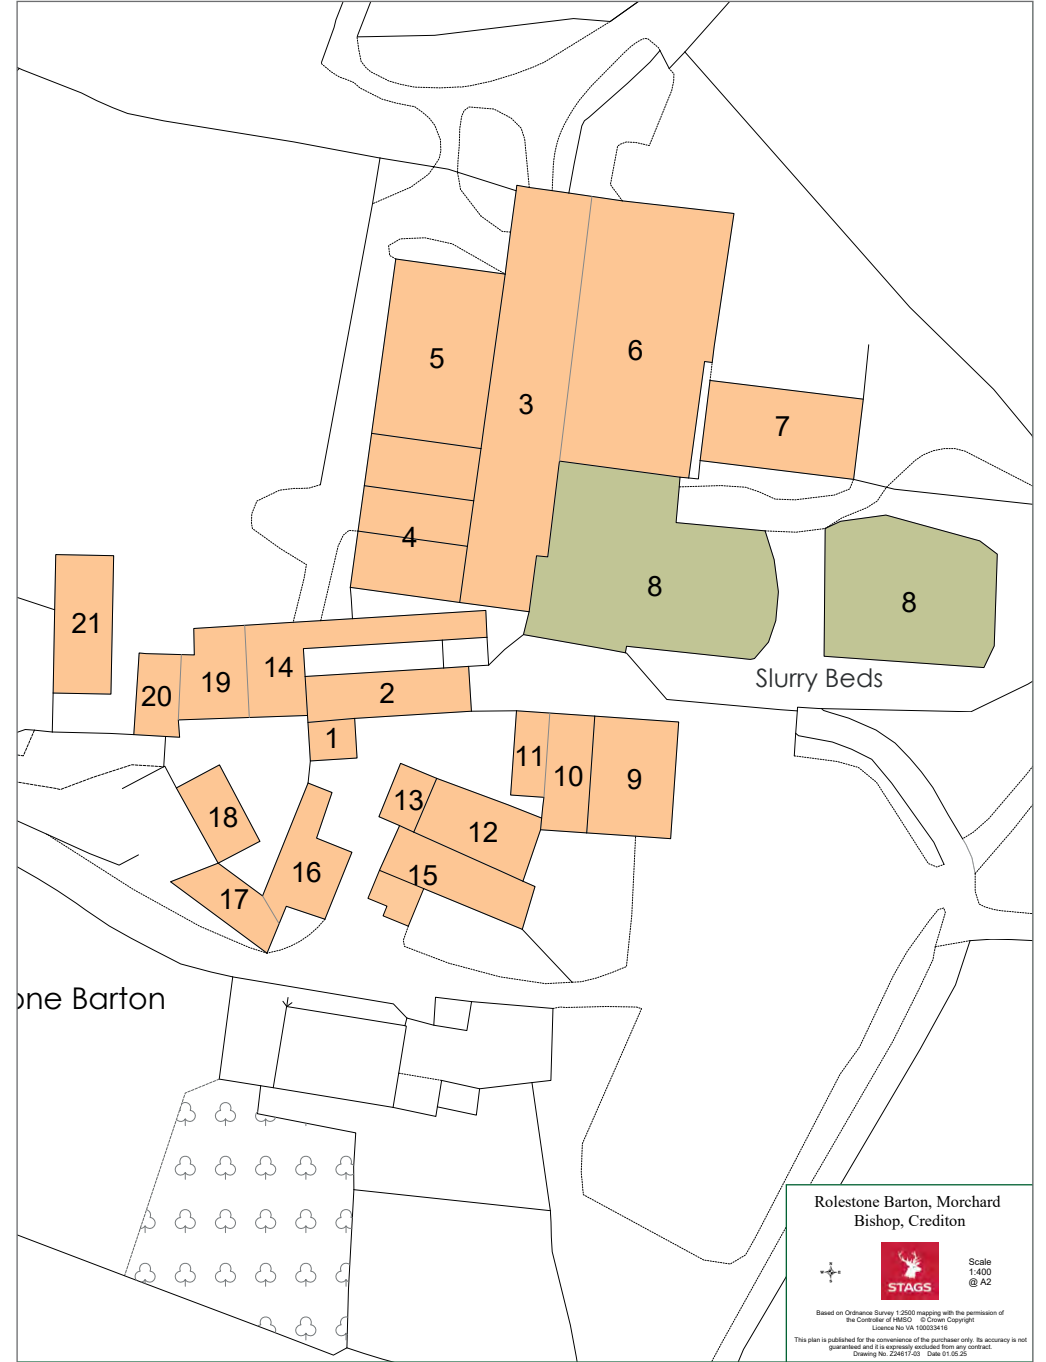 5
6
3
7
4
8
8
21
14
19
Slurry Beds
20
2
1
11
10
9
13
18
12
16
15
17
one Barton
Rolestone Barton, Morchard
Bishop, Crediton
STAGS
Scale
1:400
@ A2
Based on Ordnance Survey 1:2500 mapping with the permission of
the Controller of HMSO © Crown Copyright
Licence No VA 100033416
This plan is published for the convenience of the purchaser only. Its accuracy is not
guaranteed and it is expressly excluded from any contract.
Drawing No. Z24617-03 Date 01.05.25